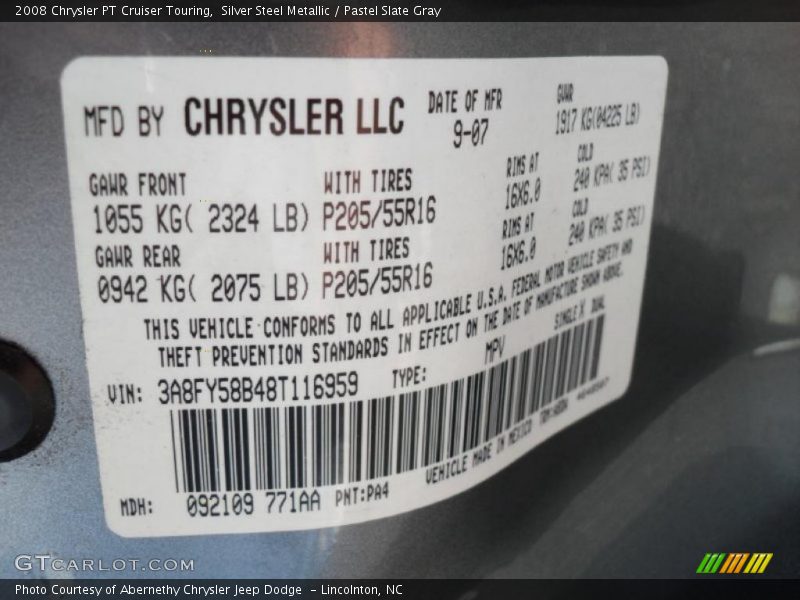 2008 Chrysler PT Cruiser Touring, Silver Steel Metallic / Pastel Slate Gray
MFD BY CHRYSLER LLC DATE OF MFR GVWR
9-07 1917 KG(04225 LB)
GAWR FRONT WITH TIRES RIMS AT COLD
1055 KG( 2324 LB) P205/55R16 16X6.0 240 KPA( 35 PSI)
GAWR REAR WITH TIRES RIMS AT COLD
0942 KG( 2075 LB) P205/55R16 16X6.0 240 KPA( 35 PSI)
THIS VEHICLE CONFORMS TO ALL APPLICABLE U.S.A. FEDERAL MOTOR VEHICLE SAFETY AND
THEFT PREVENTION STANDARDS IN EFFECT ON THE DATE OF MANUFACTURE SHOWN ABOVE.
VIN: 3A8FY58B48T116959 TYPE: MPV SINGLE X DUAL
MDH: 092109 771AA PNT:PA4 VEHICLE MADE IN MEXICO
GTCARLOT.COM
Photo Courtesy of Abernethy Chrysler Jeep Dodge - Lincolnton, NC